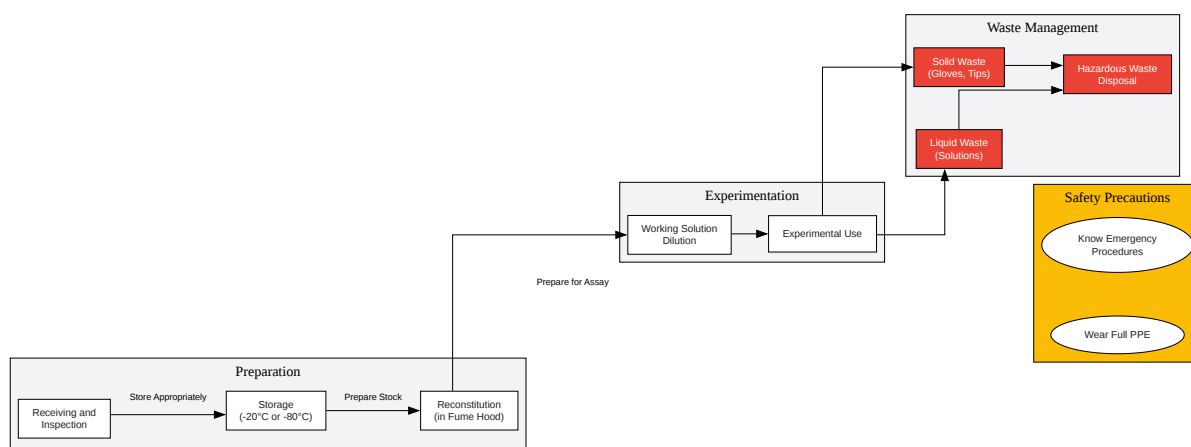 Waste Management
Solid Waste
(Gloves, Tips)
Hazardous Waste
Disposal
Liquid Waste
(Solutions)
Safety Precautions
Know Emergency
Procedures
Wear Full PPE
Experimentation
Working Solution
Dilution
Experimental Use
Prepare for Assay
Preparation
Receiving and
Inspection
Store Appropriately
Storage
(-20°C or -80°C)
Prepare Stock
Reconstitution
(in Fume Hood)